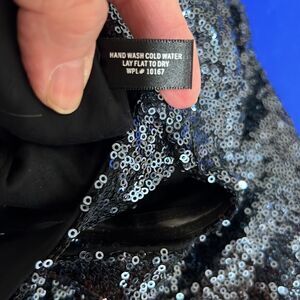 HAND WASH COLD WATER
LAY FLAT TO DRY
WPL# 10167